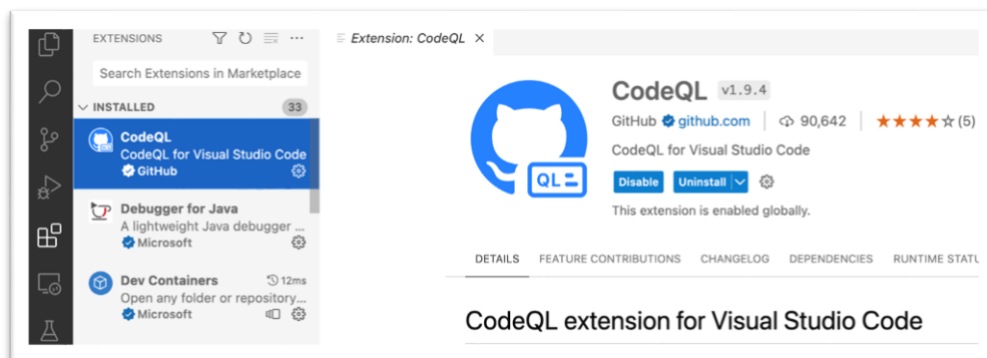 EXTENSIONS
Search Extensions in Marketplace
INSTALLED 33
CodeQL
CodeQL for Visual Studio Code
GitHub
Debugger for Java
A lightweight Java debugger ...
Microsoft
Dev Containers 12ms
Open any folder or repository...
Microsoft
Extension: CodeQL
QL
CodeQL v1.9.4
GitHub github.com 90,642 (5)
CodeQL for Visual Studio Code
Disable Uninstall
This extension is enabled globally.
DETAILS FEATURE CONTRIBUTIONS CHANGELOG DEPENDENCIES RUNTIME STATU
CodeQL extension for Visual Studio Code